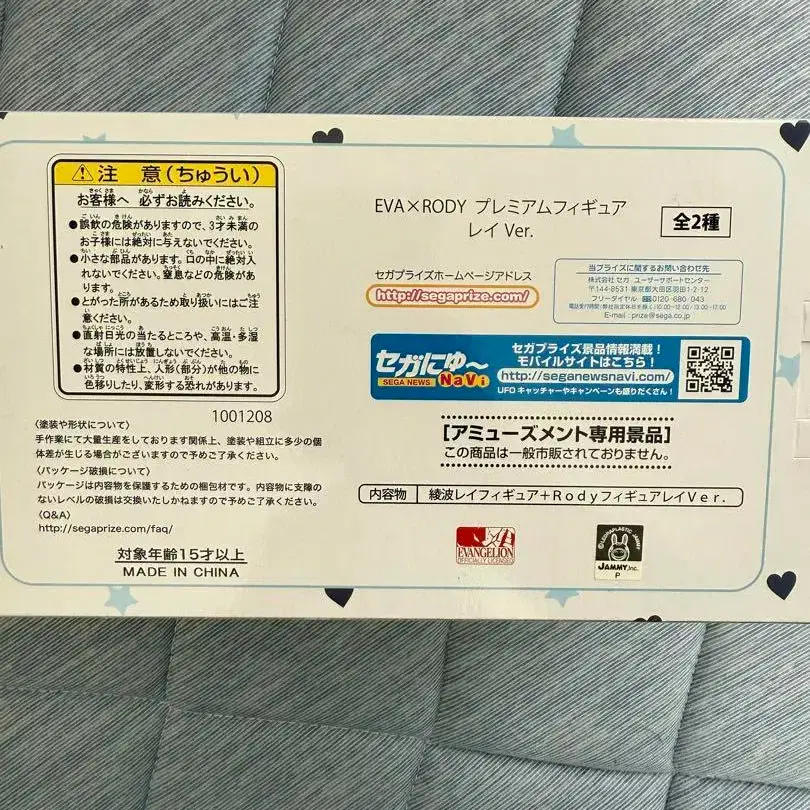 ⚠注 意(ちゅうい)
お客様へ 必ずお読みください。
●誤飲の危険がありますので、3才未満の
お子様には絶対に与えないでください。
●小さな部品があります。口の中に絶対入
れないでください。窒息などの危険があ
ります。
●とがった所があるため取り扱いにはご注
意ください。
●直射日光の当たるところや、高温・多湿
な場所には放置しないでください。
●材質の特性上、人形(部分)が他の物に
色移りしたり、変形する恐れがあります。
1001208
〈塗装や形状について〉
手作業にて大量生産をしております関係上、塗装や組立に多少の個
体差が生じる場合がございますので予めご了承ください。
〈パッケージ破損について〉
パッケージは内容物を保護するための梱包材です。内容物に支障の
ないレベルの破損は交換いたしかねますので予めご了承ください。
〈Q&A〉
http://segaprize.com/faq/
対象年齢15才以上
MADE IN CHINA
EVA×RODY プレミアムフィギュア
レイ Ver.
全2種
セガプライズホームページアドレス
http://segaprize.com/
当プライズに関するお問い合わせ先
株式会社 セガ ユーザーサポートセンター
〒144-8531 東京都大田区羽田1-2-12
フリーダイヤル 0120-680-043
E-mail : prize@sega.co.jp
セガにゅ〜
SEGA NEWS NaVi
セガプライズ景品情報満載!
モバイルサイトはこちら!
http://seganewsnavi.com/
UFOキャッチャーやキャンペーンも盛りだくさん!
[アミューズメント専用景品]
この商品は一般市販されておりません。
内容物 綾波レイフィギュア+RodyフィギュアレイVer.
EVANGELION
OFFICIALLY LICENSED
JAMMY,Inc.
P